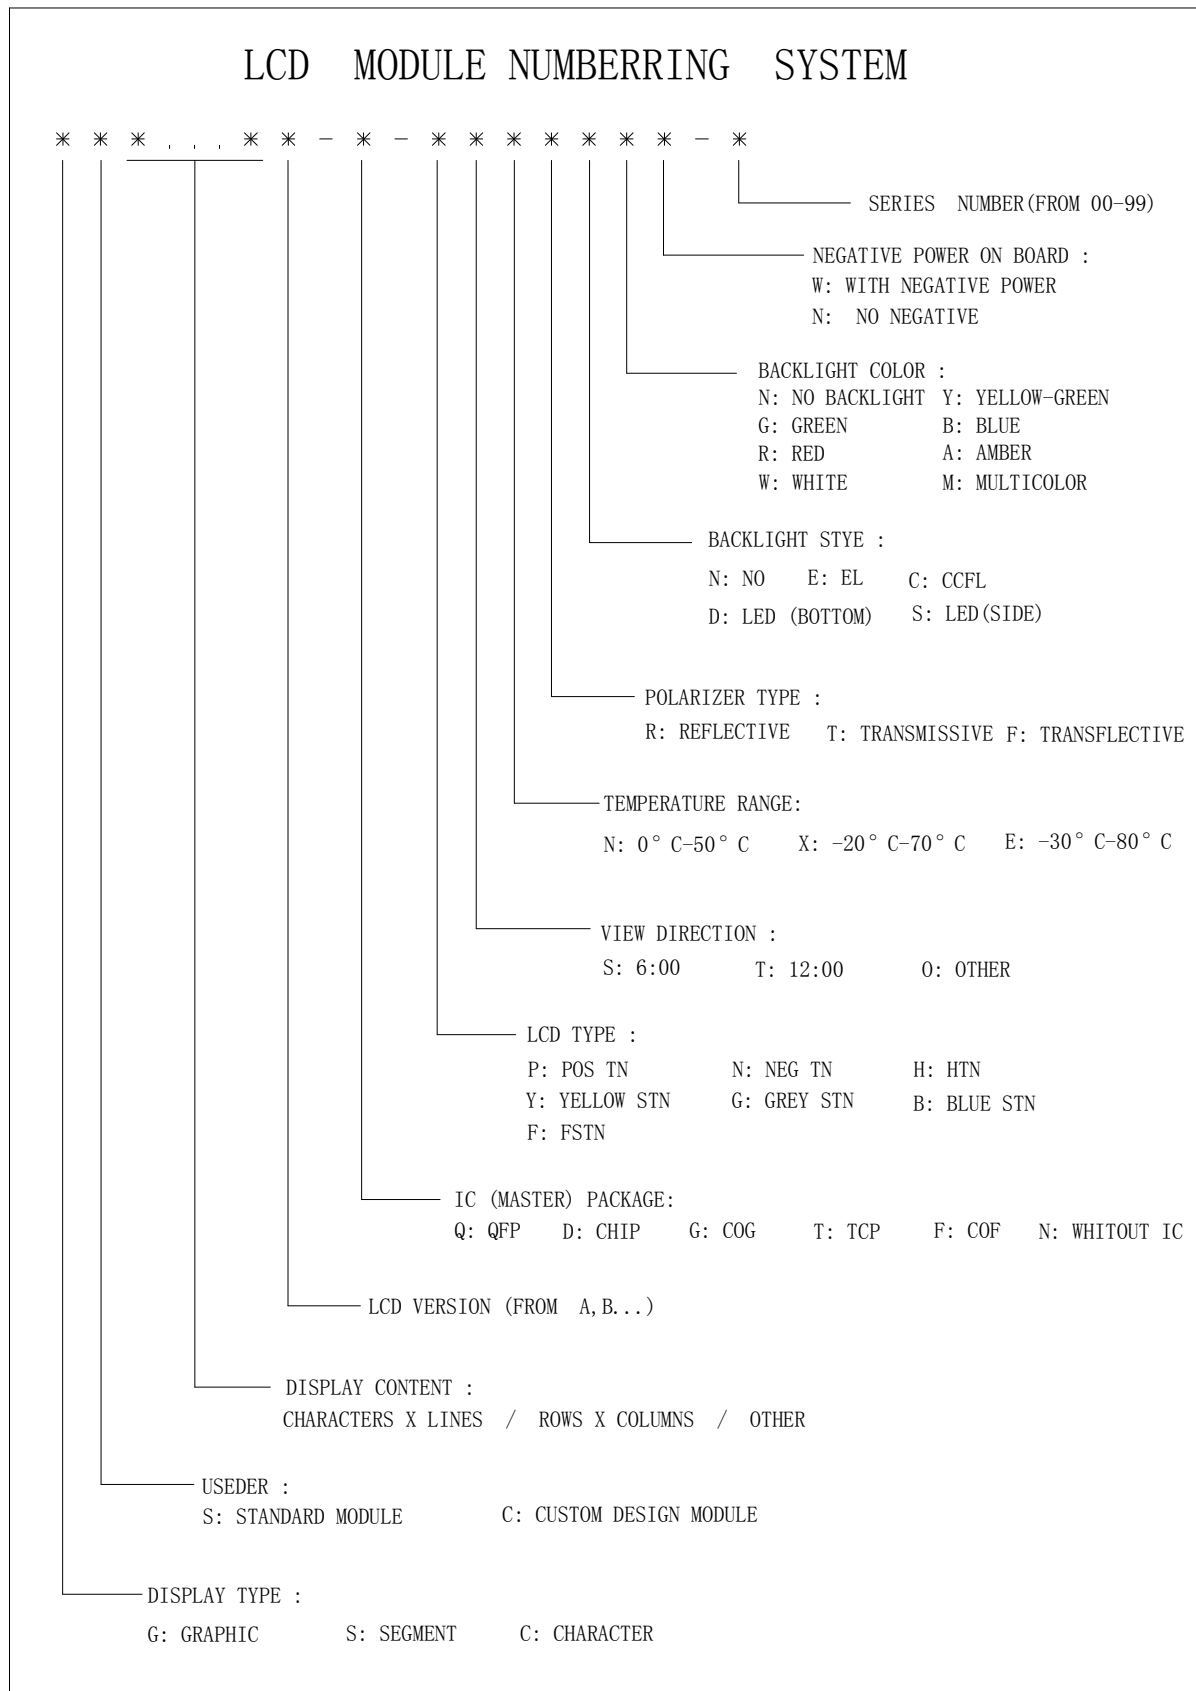 LCD MODULE NUMBERRING SYSTEM
* * * . . . * * - * - * * * * * * * - *
SERIES NUMBER(FROM 00-99)
NEGATIVE POWER ON BOARD :
W: WITH NEGATIVE POWER
N: NO NEGATIVE
BACKLIGHT COLOR :
N: NO BACKLIGHT Y: YELLOW-GREEN
G: GREEN B: BLUE
R: RED A: AMBER
W: WHITE M: MULTICOLOR
BACKLIGHT STYE :
N: NO E: EL C: CCFL
D: LED (BOTTOM) S: LED(SIDE)
POLARIZER TYPE :
R: REFLECTIVE T: TRANSMISSIVE F: TRANSFLECTIVE
TEMPERATURE RANGE:
N: 0° C-50° C X: -20° C-70° C E: -30° C-80° C
VIEW DIRECTION :
S: 6:00 T: 12:00 O: OTHER
LCD TYPE :
P: POS TN N: NEG TN H: HTN
Y: YELLOW STN G: GREY STN B: BLUE STN
F: FSTN
IC (MASTER) PACKAGE:
Q: QFP D: CHIP G: COG T: TCP F: COF N: WHITOUT IC
LCD VERSION (FROM A, B...)
DISPLAY CONTENT :
CHARACTERS X LINES / ROWS X COLUMNS / OTHER
USEDER :
S: STANDARD MODULE C: CUSTOM DESIGN MODULE
DISPLAY TYPE :
G: GRAPHIC S: SEGMENT C: CHARACTER